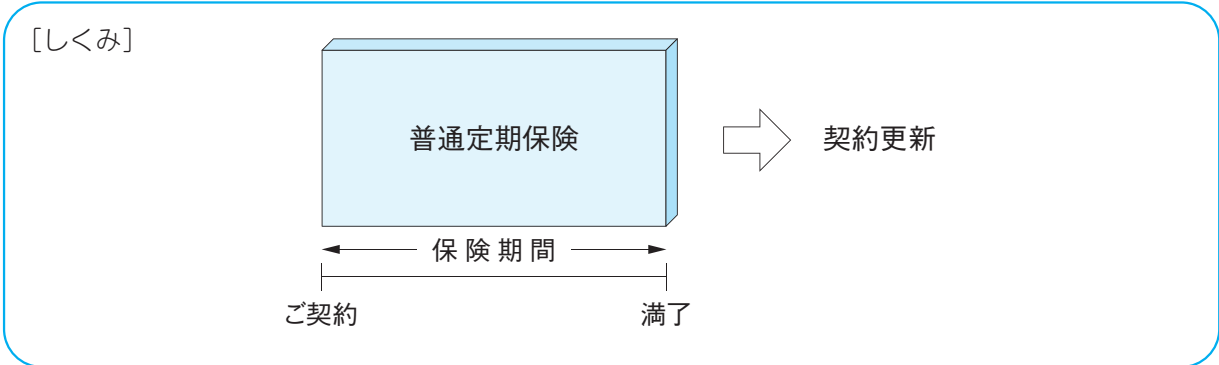 ［しくみ］
普通定期保険
契約更新
保険期間
ご契約
満了